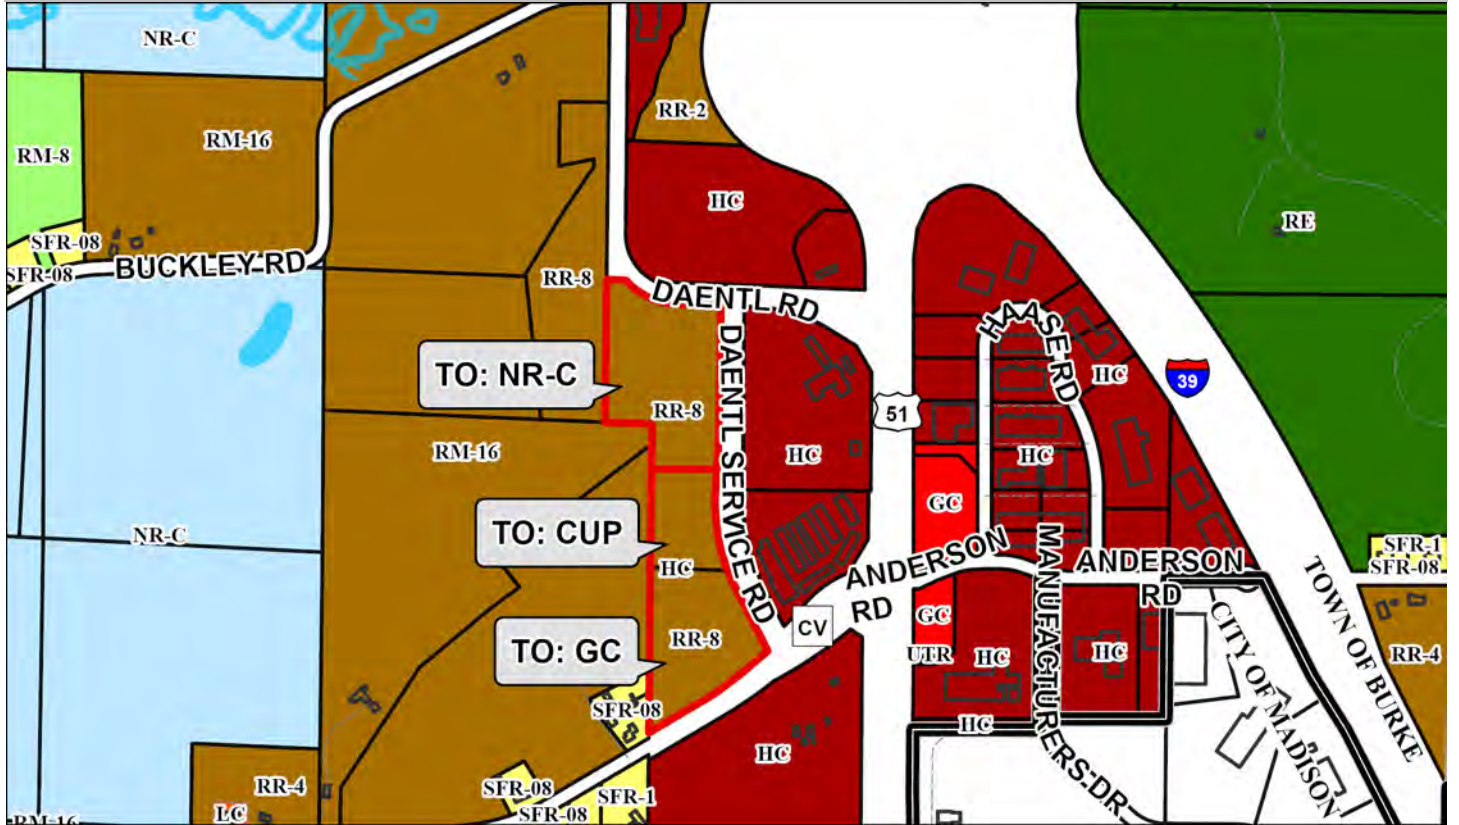 NR-C
RM-16
RM-8
RR-2
HC
SFR-08
SFR-08
BUCKLEY RD
RR-8
RE
DAENTL RD
HAASE RD
TO: NR-C
DAENTL SERVICE RD
39
HC
51
RR-8
RM-16
HC
HC
GC
NR-C
TO: CUP
HC
ANDERSON
RD
MANUFACTURERS DR
ANDERSON
RD
SFR-1
SFR-08
TO: GC
RR-8
CV
GC
UTR
HC
HC
CITY OF MADISON
TOWN OF BURKE
RR-4
SFR-08
HC
HC
RR-4
LC
SFR-08
SFR-08
SFR-1
RM-16